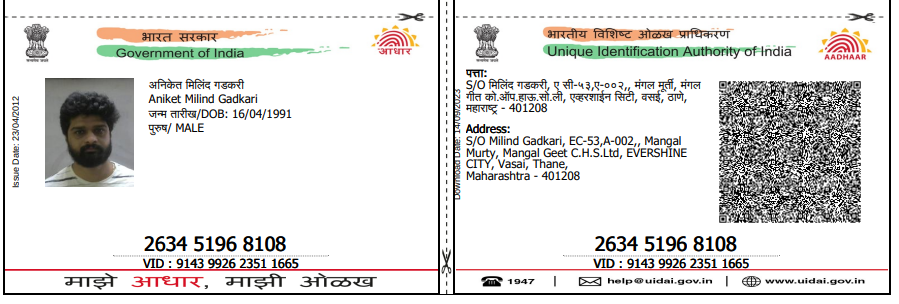 भारत सरकार
Government of India
आधार
Issue Date: 23/04/2012
अनिकेत मिलिंद गडकरी
Aniket Milind Gadkari
जन्म तारीख/DOB: 16/04/1991
पुरुष/ MALE
2634 5196 8108
VID : 9143 9926 2351 1665
माझे आधार, माझी ओळख
भारतीय विशिष्ट ओळख प्राधिकरण
Unique Identification Authority of India
AADHAAR
Download Date: 14/09/2023
पत्ता:
S/O मिलिंद गडकरी, ए सी-५३,ए-००२,, मंगल मूर्ती, मंगल
गीत को.ऑप.हाऊ.सो.ली, एव्हरशाईन सिटी, वसई, ठाणे,
महाराष्ट्र - 401208
Address:
S/O Milind Gadkari, EC-53,A-002,, Mangal
Murty, Mangal Geet C.H.S.Ltd, EVERSHINE
CITY, Vasai, Thane,
Maharashtra - 401208
2634 5196 8108
VID : 9143 9926 2351 1665
1947 | help@uidai.gov.in | www.uidai.gov.in